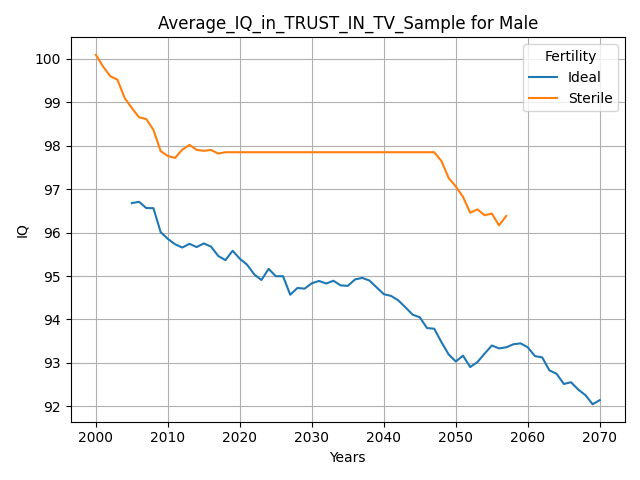 Average_IQ_in_TRUST_IN_TV_Sample for Male
Fertility
Ideal
Sterile
IQ
100
99
98
97
96
95
94
93
92
2000 2010 2020 2030 2040 2050 2060 2070
Years